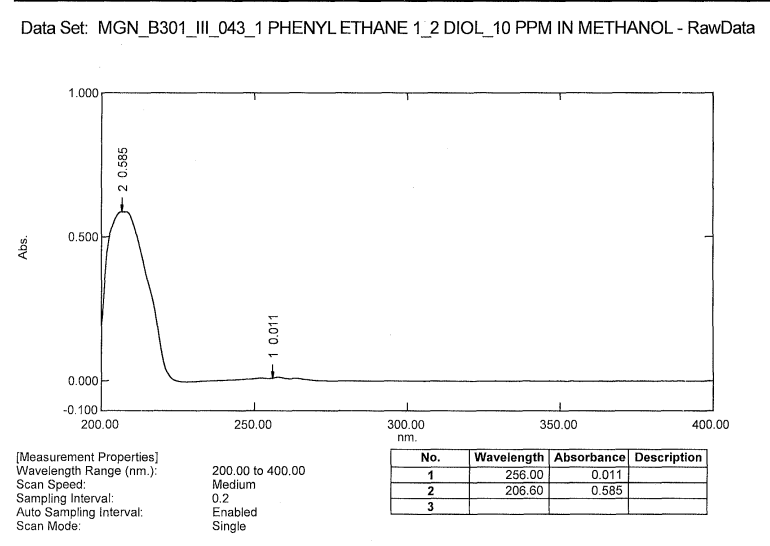 Data Set: MGN_B301_III_043_1 PHENYL ETHANE 1_2 DIOL_10 PPM IN METHANOL - RawData
1.000
2 0.585
0.500
Abs.
1 0.011
0.000
-0.100
200.00 250.00 300.00 350.00 400.00
nm.
[Measurement Properties]
Wavelength Range (nm.): 200.00 to 400.00
Scan Speed: Medium
Sampling Interval: 0.2
Auto Sampling Interval: Enabled
Scan Mode: Single
No. Wavelength Absorbance Description
1 256.00 0.011
2 206.60 0.585
3